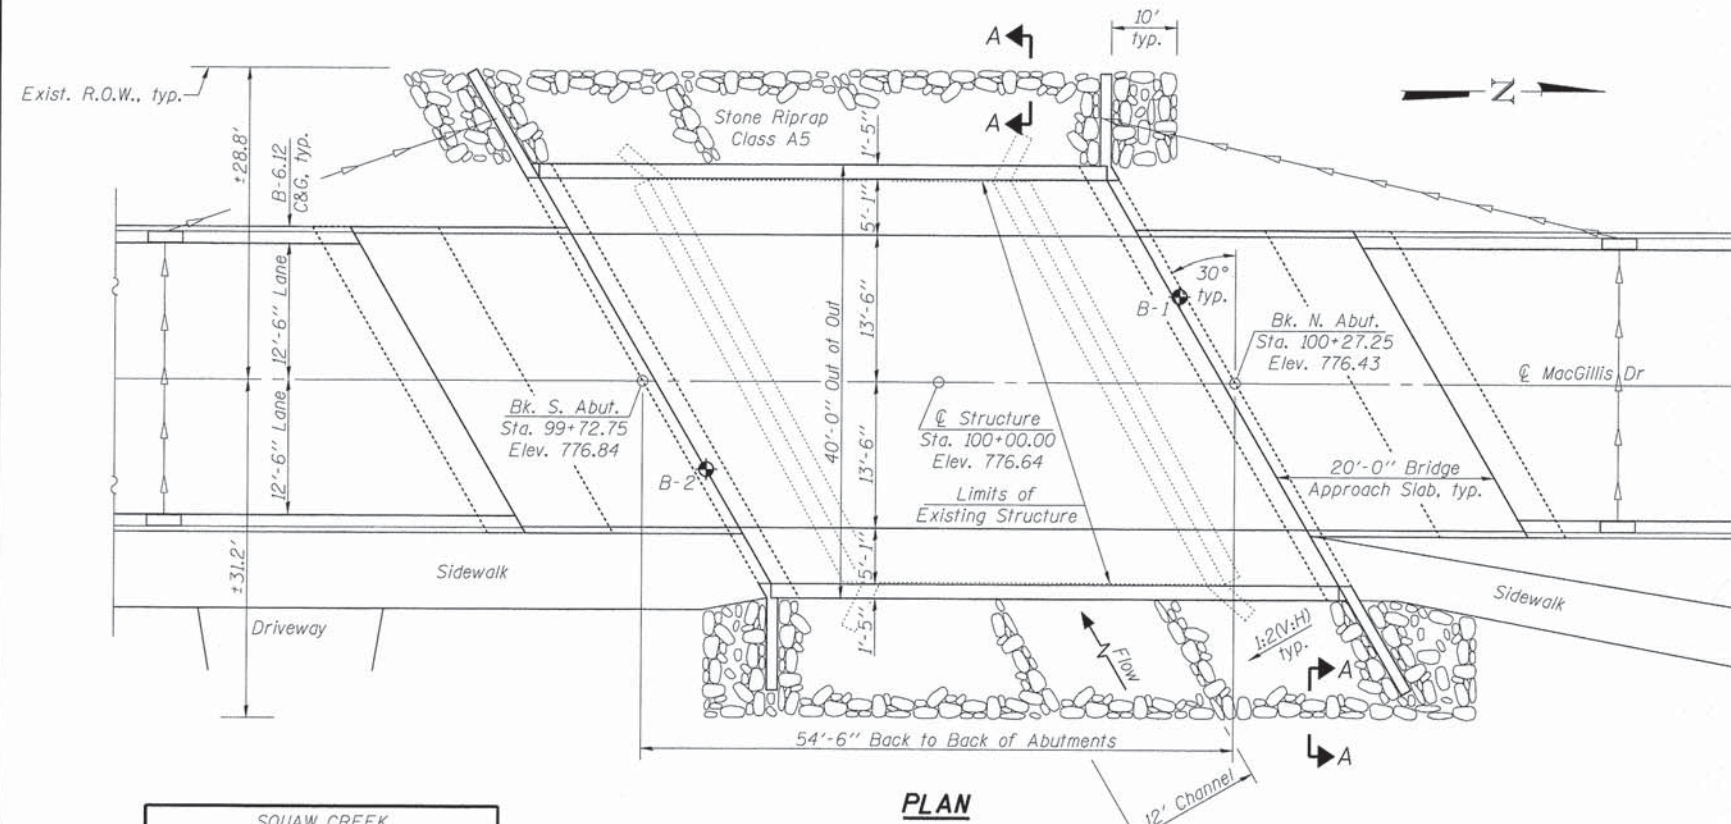 10'
typ.
A
A
Exist. R.O.W., typ.
N
±28.8'
B-6.12
C&G, typ.
Stone Riprap
Class A5
1'-5"
5'-1"
13'-6"
40'-0" Out to Out
12'-6" Lane
12'-6" Lane
30°
typ.
B-1
Bk. N. Abut.
Sta. 100+27.25
Elev. 776.43
℄ MacGillis Dr
Bk. S. Abut.
Sta. 99+72.75
Elev. 776.84
℄ Structure
Sta. 100+00.00
Elev. 776.64
13'-6"
B-2
Limits of
Existing Structure
20'-0" Bridge
Approach Slab, typ.
5'-1"
1'-5"
±31.2'
Sidewalk
Sidewalk
Driveway
Flow
1:2(V:H)
typ.
A
A
54'-6" Back to Back of Abutments
12' Channel
PLAN
SQUAW CREEK